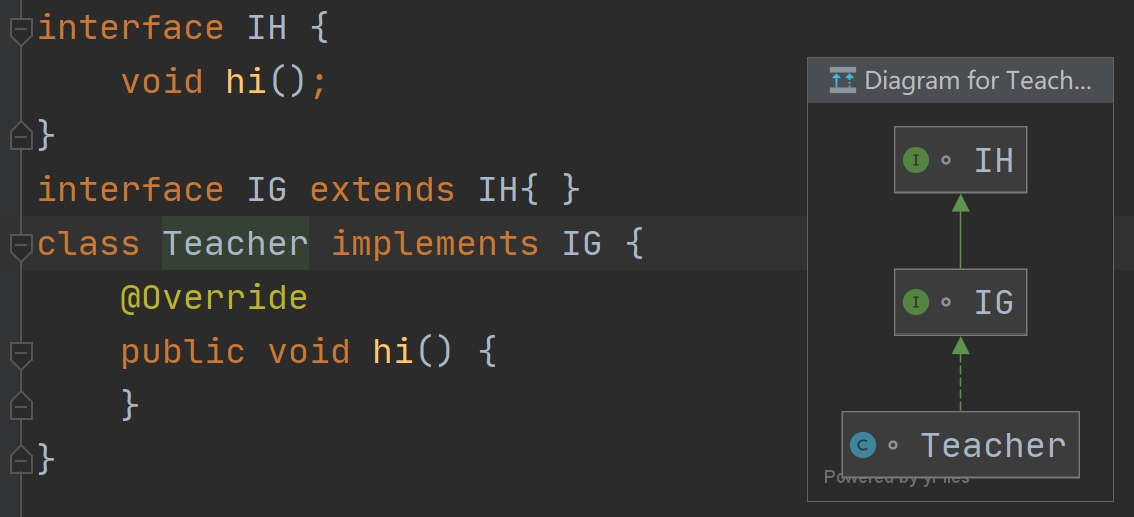 interface IH {
    void hi();
}
interface IG extends IH{ }
class Teacher implements IG {
    @Override
    public void hi() {
    }
}
Diagram for Teach...
I IH
I IG
C Teacher
Powered by yFiles